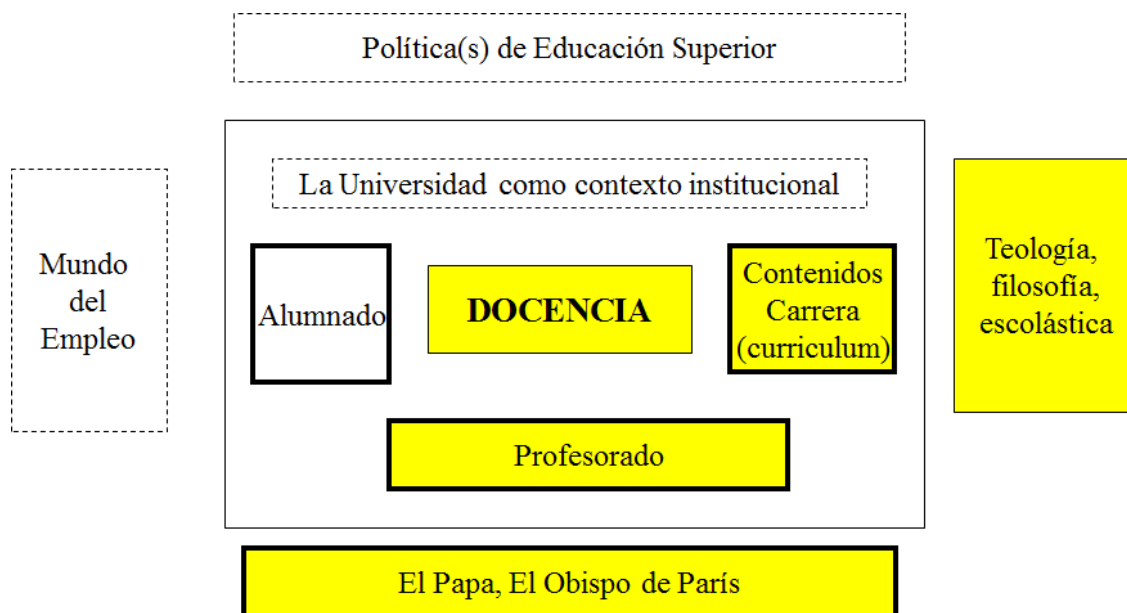 Política(s) de Educación Superior
La Universidad como contexto institucional
Mundo
del
Empleo
Alumnado
DOCENCIA
Contenidos
Carrera
(curriculum)
Teología,
filosofía,
escolástica
Profesorado
El Papa, El Obispo de París